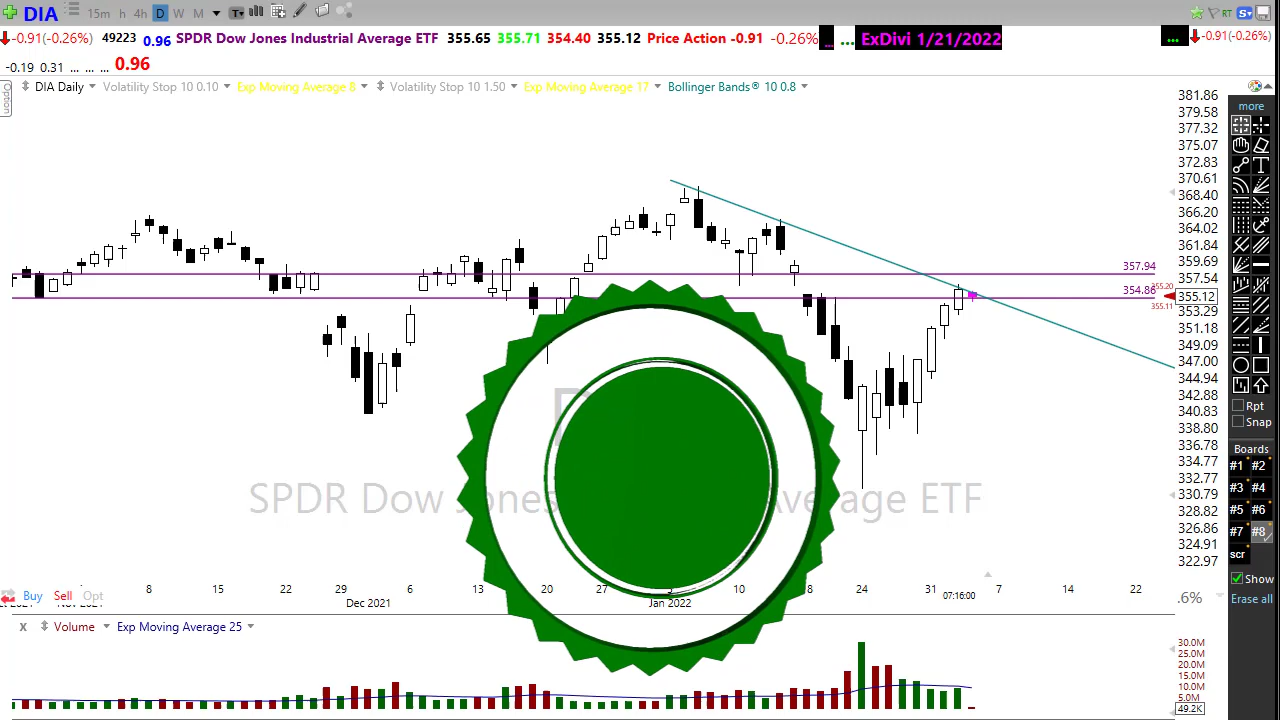 DIA 15m h 4h D W M T RT S
-0.91(-0.26%) 49223 0.96 SPDR Dow Jones Industrial Average ETF 355.65 355.71 354.40 355.12 Price Action -0.91 -0.26% ... ... ExDivi 1/21/2022 ... -0.91(-0.26%)
-0.19 0.31 ... ... ... 0.96
Option
DIA Daily Volatility Stop 10 0.10 Exp Moving Average 8 Volatility Stop 10 1.50 Exp Moving Average 17 Bollinger Bands® 10 0.8
381.86
379.58
377.32
375.07
372.83
370.61
368.40
366.20
364.02
361.84
359.69
357.54
355.12
353.29
351.18
349.09
347.00
344.94
342.88
340.83
338.80
336.78
334.77
332.77
330.79
328.82
326.86
324.91
322.97
357.94
354.86
355.20
355.11
more
Rpt
Snap
Boards
#1 #2
#3 #4
#5 #6
#7 #8
scr
Show
Erase all
SPDR Dow Jones Average ETF
8 15 22 29 6 13 20 27 3 10 18 24 31 7 14 22
Dec 2021 Jan 2022 07:16:00
Buy Sell Opt
.6%
X Volume Exp Moving Average 25
30.0M
25.0M
20.0M
15.0M
10.0M
5.0M
49.2K